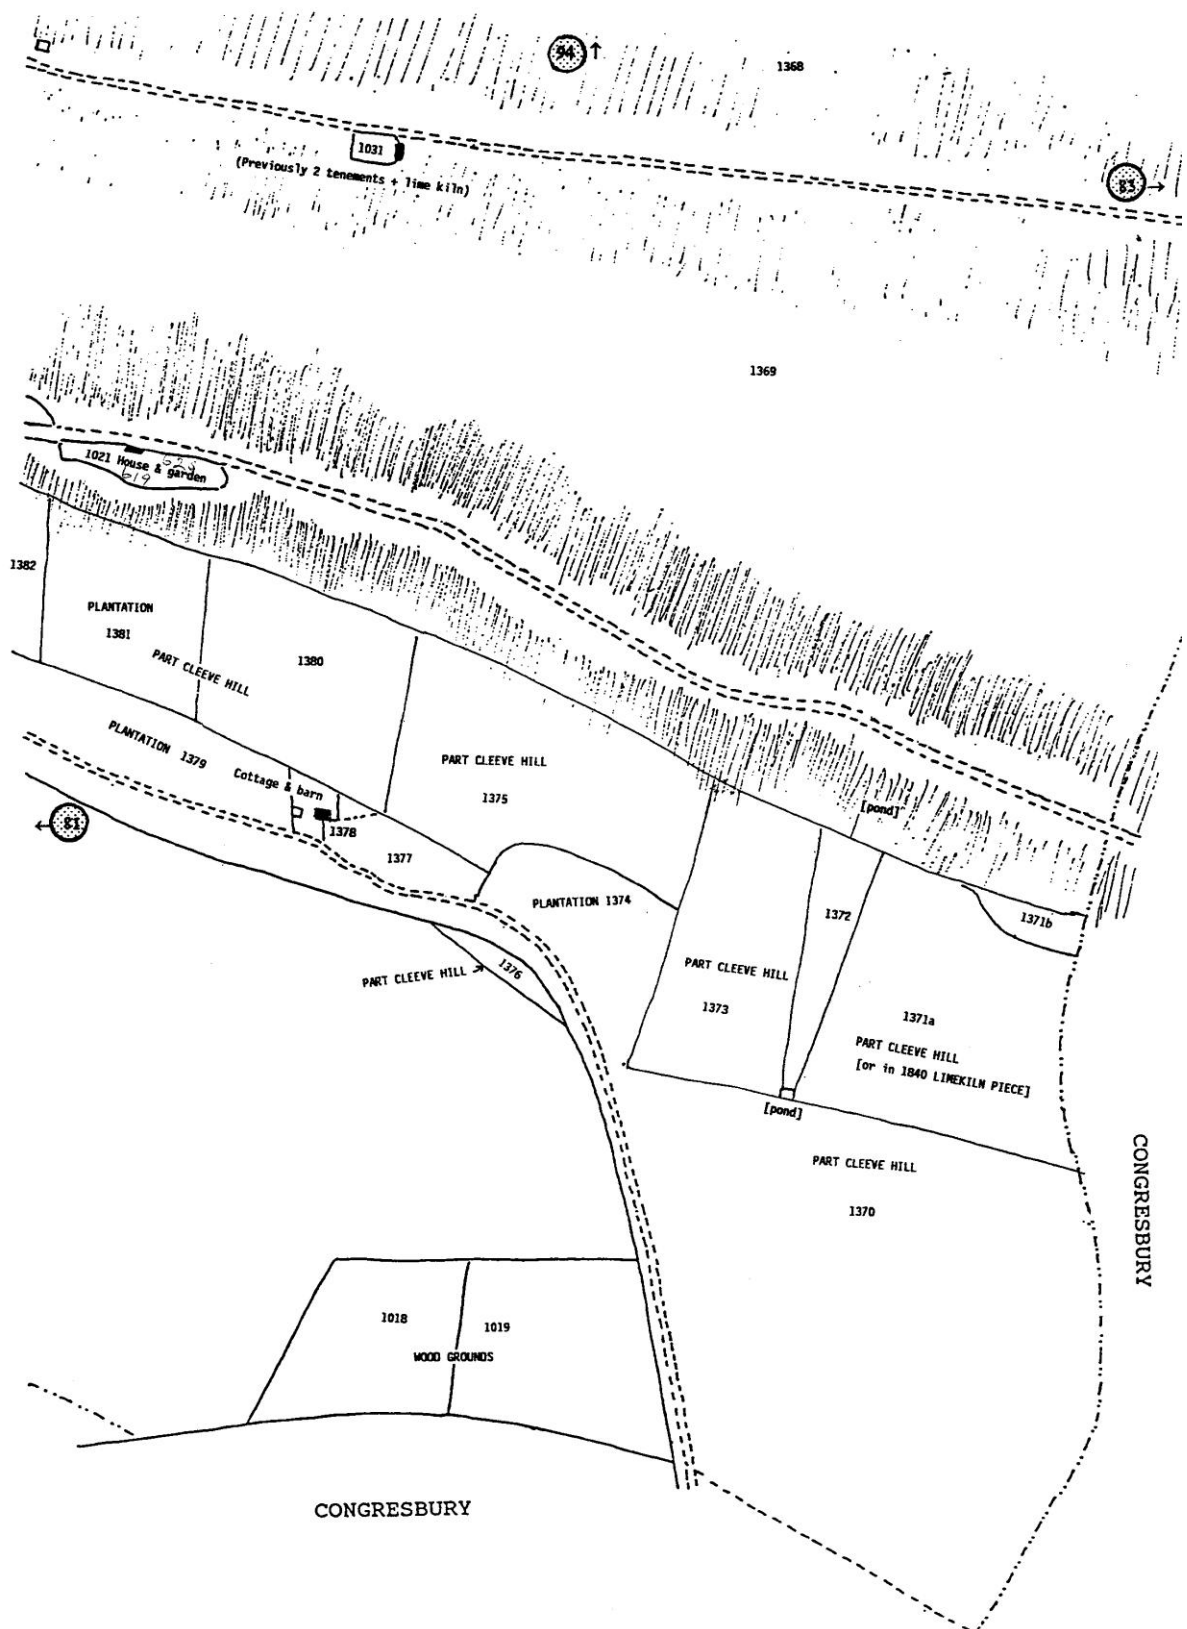 94 ↑
1368
1031
(Previously 2 tenements + lime kiln)
83 →
1369
1021 House & garden
623
619
1382
PLANTATION
1381
PART CLEEVE HILL
1380
PLANTATION 1379
Cottage & barn
1378
← 81
1377
PART CLEEVE HILL
1375
[pond]
PLANTATION 1374
1372
1371b
PART CLEEVE HILL →
1376
PART CLEEVE HILL
1373
1371a
PART CLEEVE HILL
[or in 1840 LIMEKILN PIECE]
[pond]
PART CLEEVE HILL
1370
CONGRESBURY
1018
1019
WOOD GROUNDS
CONGRESBURY